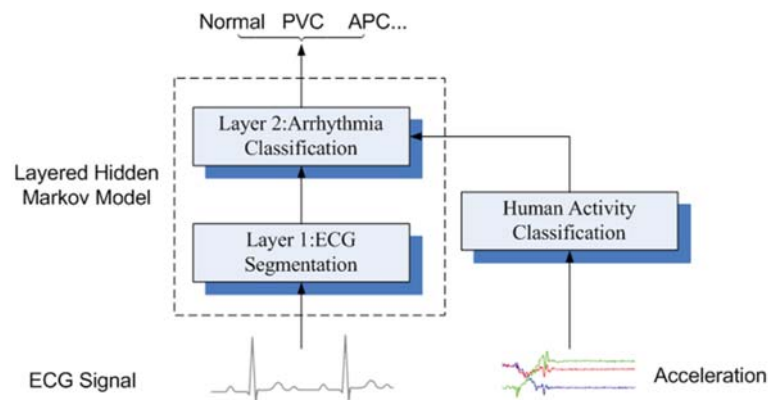 Normal PVC APC...
Layer 2:Arrhythmia
Classification
Layered Hidden
Markov Model
Layer 1:ECG
Segmentation
Human Activity
Classification
ECG Signal
Acceleration